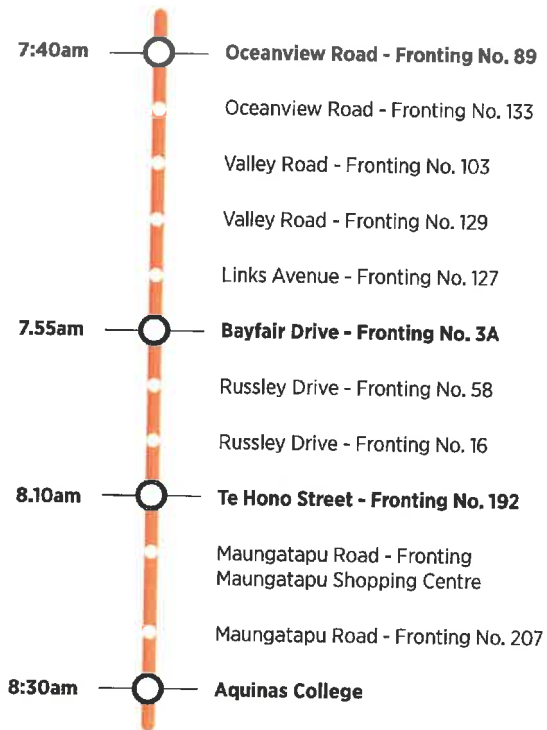 7:40am Oceanview Road - Fronting No. 89
Oceanview Road - Fronting No. 133
Valley Road - Fronting No. 103
Valley Road - Fronting No. 129
Links Avenue - Fronting No. 127
7.55am Bayfair Drive - Fronting No. 3A
Russley Drive - Fronting No. 58
Russley Drive - Fronting No. 16
8.10am Te Hono Street - Fronting No. 192
Maungatapu Road - Fronting
Maungatapu Shopping Centre
Maungatapu Road - Fronting No. 207
8:30am Aquinas College